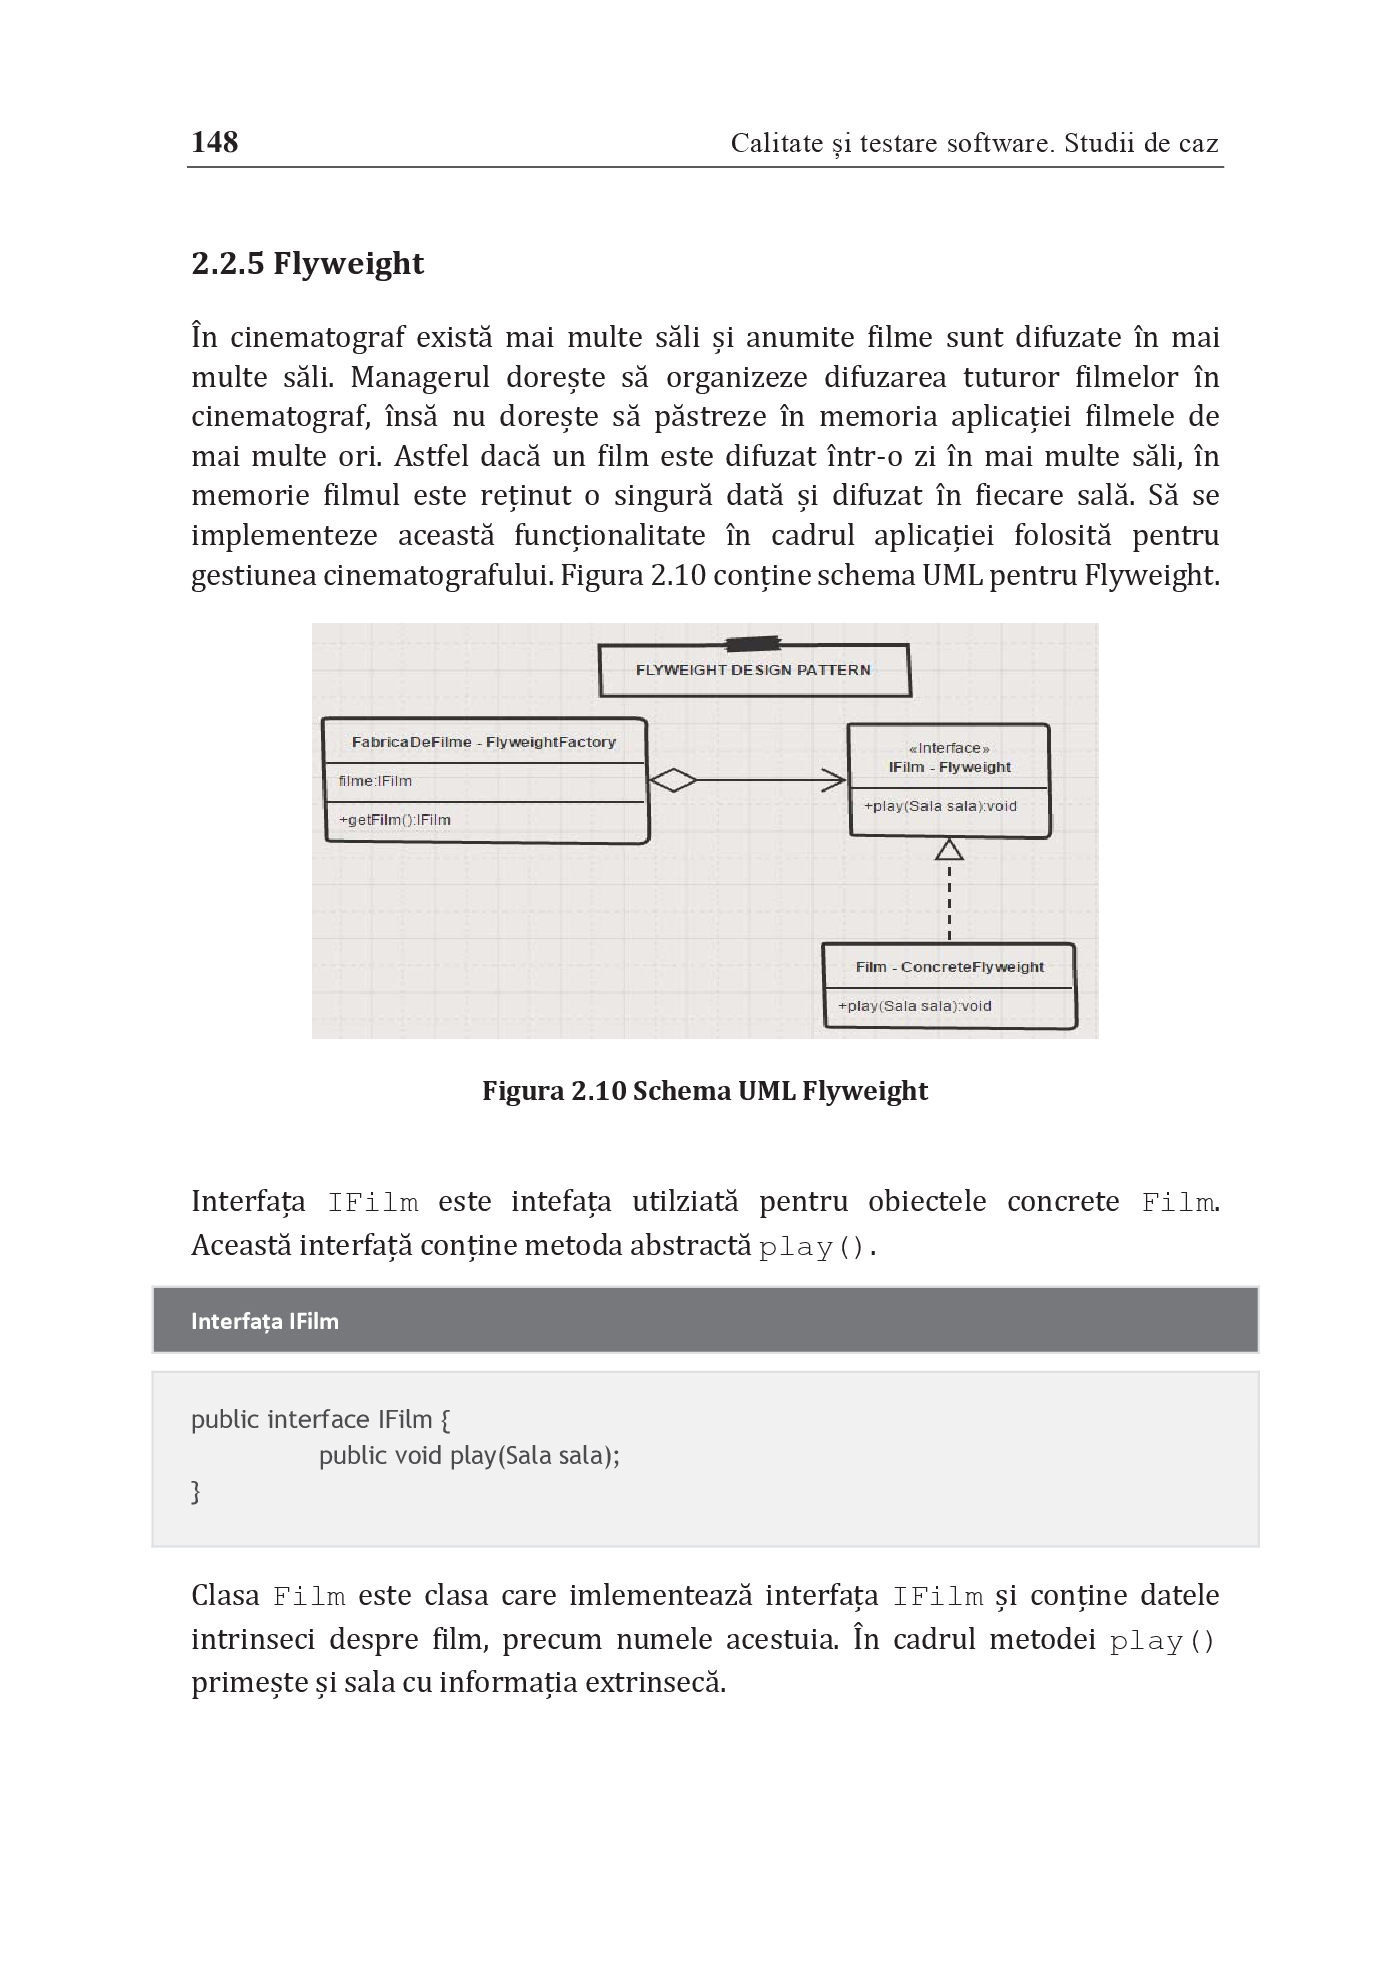 148 Calitate și testare software. Studii de caz
2.2.5 Flyweight
În cinematograf există mai multe săli și anumite filme sunt difuzate în mai
multe săli. Managerul dorește să organizeze difuzarea tuturor filmelor în
cinematograf, însă nu dorește să păstreze în memoria aplicației filmele de
mai multe ori. Astfel dacă un film este difuzat într-o zi în mai multe săli, în
memorie filmul este reținut o singură dată și difuzat în fiecare sală. Să se
implementeze această funcționalitate în cadrul aplicației folosită pentru
gestiunea cinematografului. Figura 2.10 conține schema UML pentru Flyweight.
FLYWEIGHT DESIGN PATTERN
FabricaDeFilme - FlyweightFactory
filme:IFilm
+getFilm():IFilm
«Interface»
IFilm - Flyweight
+play(Sala sala):void
Film - ConcreteFlyweight
+play(Sala sala):void
Figura 2.10 Schema UML Flyweight
Interfața IFilm este intefața utilziată pentru obiectele concrete Film.
Această interfață conține metoda abstractă play().
Interfața IFilm
public interface IFilm {
public void play(Sala sala);
}
Clasa Film este clasa care imlementează interfața IFilm și conține datele
intrinseci despre film, precum numele acestuia. În cadrul metodei play()
primește și sala cu informația extrinsecă.